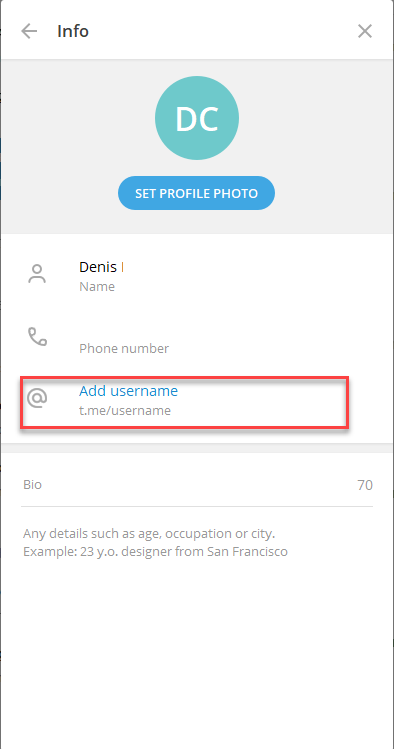 Info
DC
SET PROFILE PHOTO
Denis
Name
Phone number
Add username
t.me/username
Bio
70
Any details such as age, occupation or city.
Example: 23 y.o. designer from San Francisco